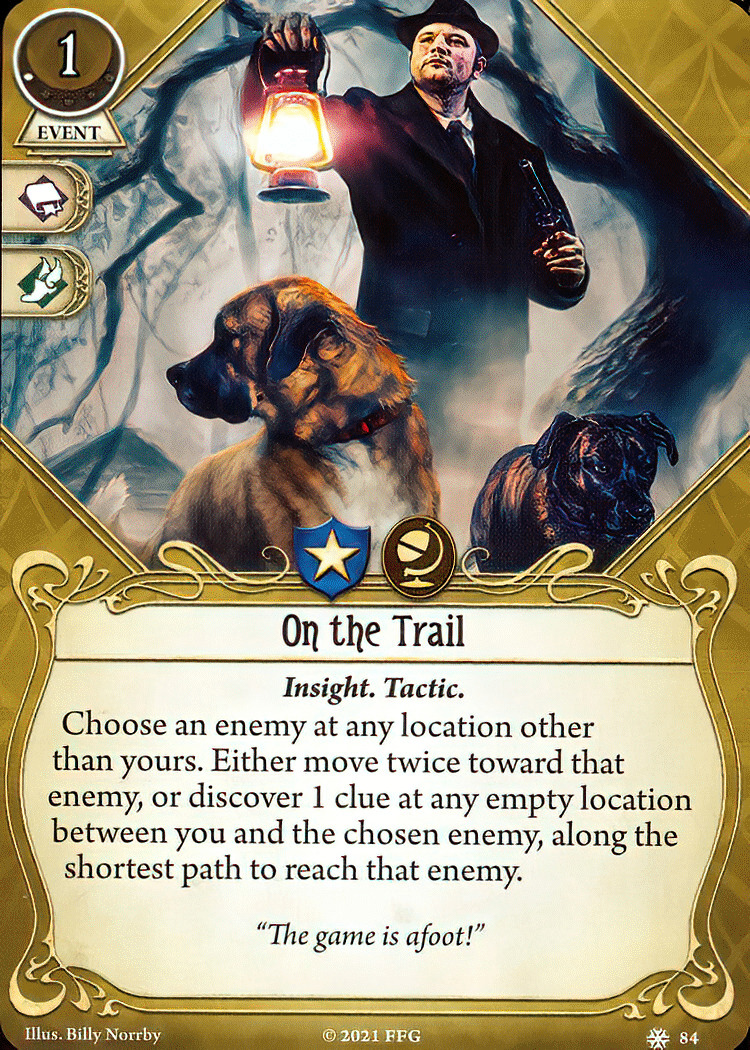 1
EVENT
On the Trail
Insight. Tactic.
Choose an enemy at any location other
than yours. Either move twice toward that
enemy, or discover 1 clue at any empty location
between you and the chosen enemy, along the
shortest path to reach that enemy.
“The game is afoot!”
Illus. Billy Norrby
© 2021 FFG
84